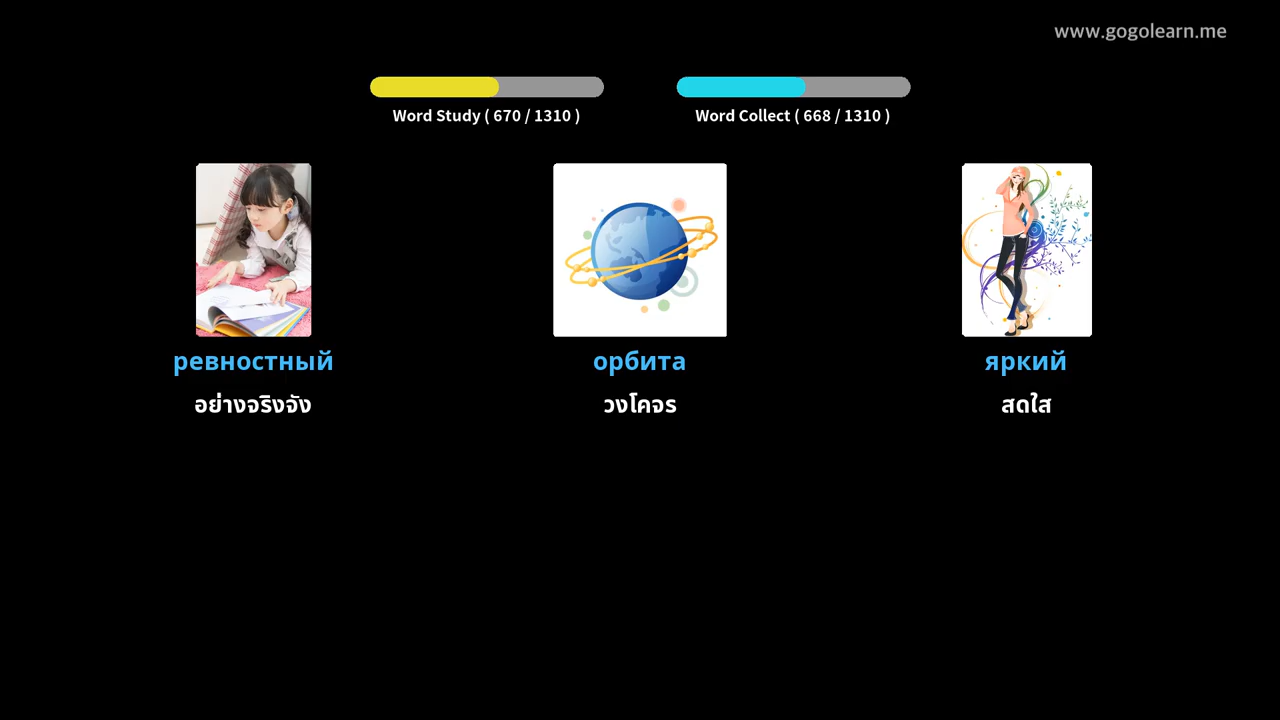 www.gogolearn.me
Word Study ( 670 / 1310 )
Word Collect ( 668 / 1310 )
ревностный
орбита
яркий
อย่างจริงจัง
วงโคจร
สดใส